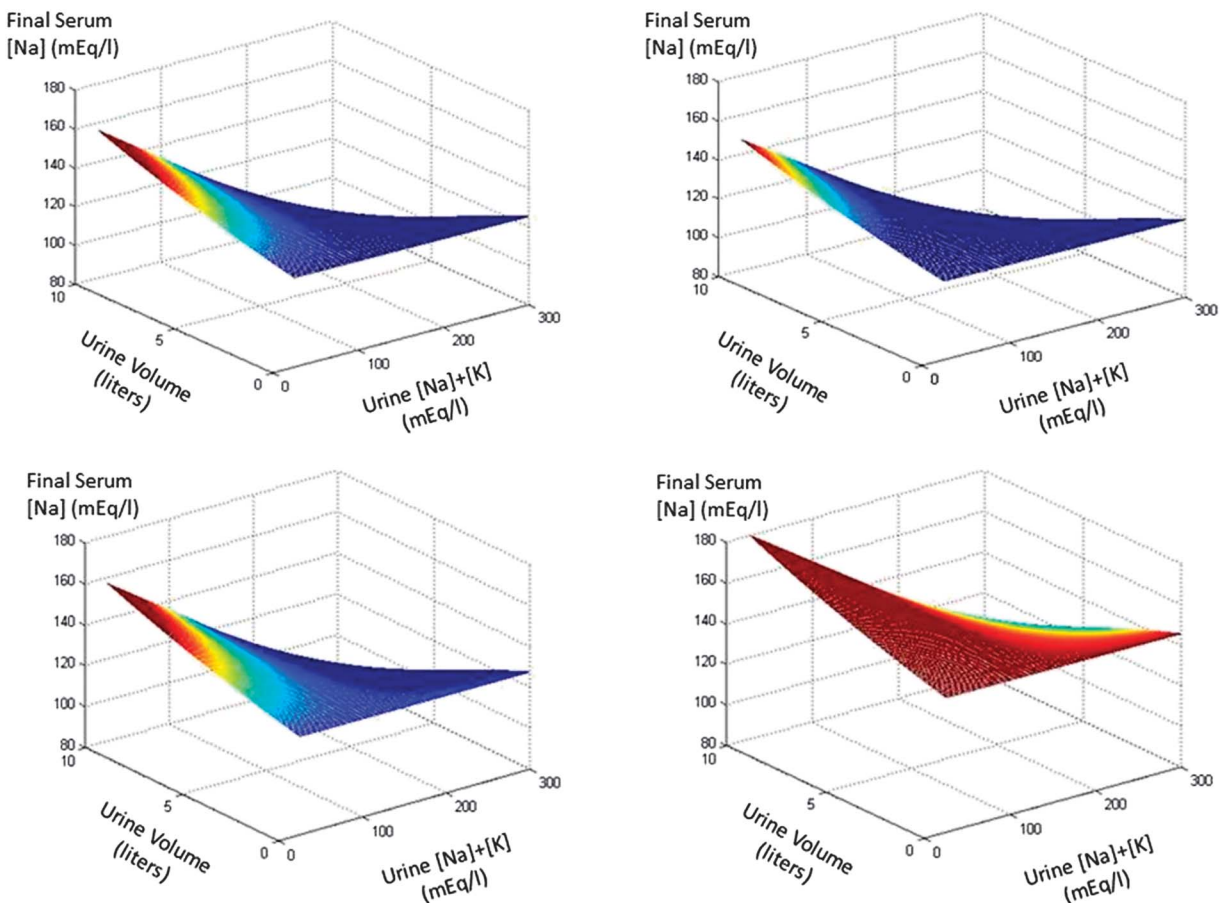 Final Serum
[Na] (mEq/l)
180
160
140
120
100
80
10
5
0
0
100
200
300
Urine Volume
(liters)
Urine [Na]+[K]
(mEq/l)
Final Serum
[Na] (mEq/l)
180
160
140
120
100
80
10
5
0
0
100
200
300
Urine Volume
(liters)
Urine [Na]+[K]
(mEq/l)
Final Serum
[Na] (mEq/l)
180
160
140
120
100
80
10
5
0
0
100
200
300
Urine Volume
(liters)
Urine [Na]+[K]
(mEq/l)
Final Serum
[Na] (mEq/l)
180
160
140
120
100
80
10
5
0
0
100
200
300
Urine Volume
(liters)
Urine [Na]+[K]
(mEq/l)